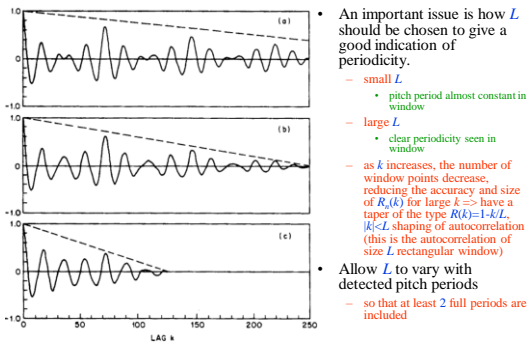 1.0
0
-1.0
(a)
1.0
0
-1.0
(b)
1.0
0
-1.0
(c)
0 50 100 150 200 250
LAG k
• An important issue is how L
should be chosen to give a
good indication of
periodicity.
– small L
• pitch period almost constant in
window
– large L
• clear periodicity seen in
window
– as k increases, the number of
window points decrease,
reducing the accuracy and size
of Rn(k) for large k => have a
taper of the type R(k)=1-k/L,
|k|<L shaping of autocorrelation
(this is the autocorrelation of
size L rectangular window)
• Allow L to vary with
detected pitch periods
– so that at least 2 full periods are
included